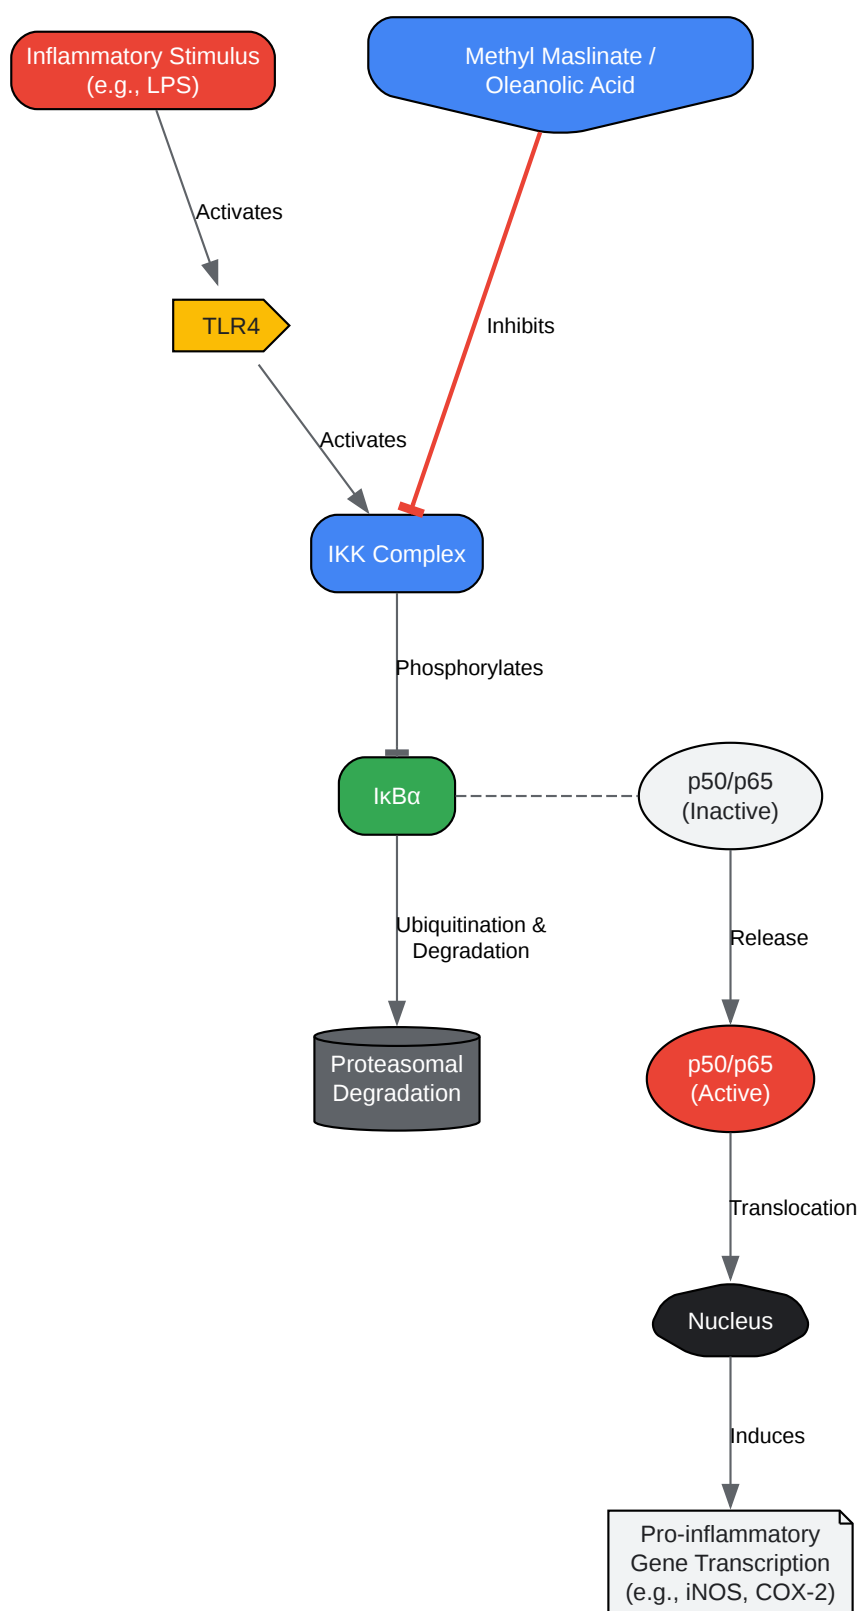 Inflammatory Stimulus
(e.g., LPS)
Methyl Maslinate /
Oleanolic Acid
Activates
TLR4
Inhibits
Activates
IKK Complex
Phosphorylates
IκBα
p50/p65
(Inactive)
Ubiquitination &
Degradation
Release
Proteasomal
Degradation
p50/p65
(Active)
Translocation
Nucleus
Induces
Pro-inflammatory
Gene Transcription
(e.g., iNOS, COX-2)